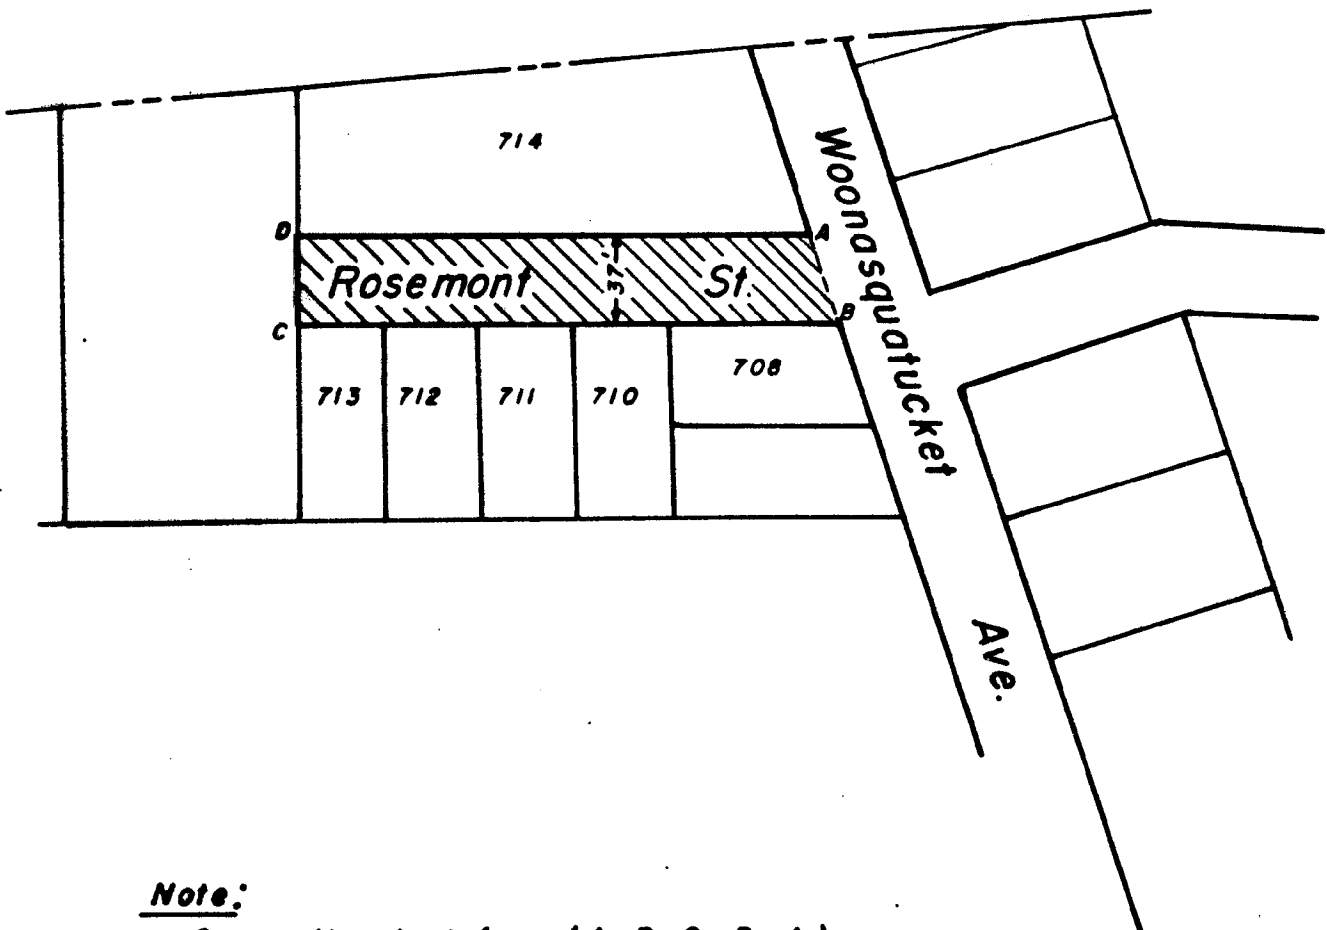 714
Woonasquatucket
Ave.
D
A
Rosemont
37'
St.
C
B
713
712
711
710
708
Note:
(A-B-C-D-A)